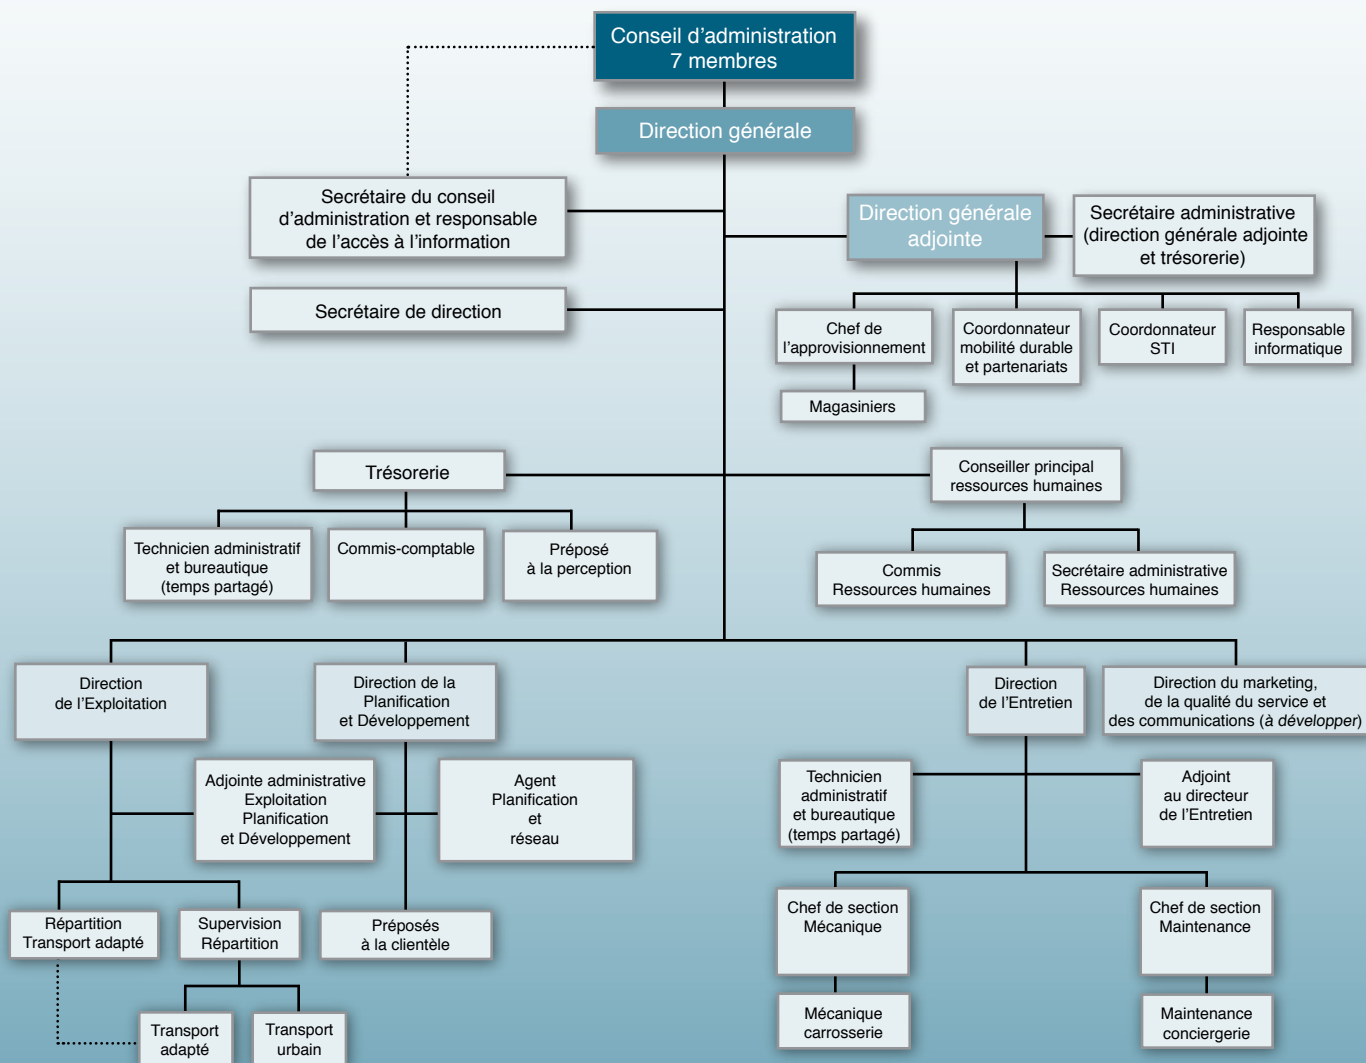 Conseil d'administration
7 membres
Direction générale
Secrétaire du conseil
d'administration et responsable
de l'accès à l'information
Direction générale
adjointe
Secrétaire administrative
(direction générale adjointe
et trésorerie)
Secrétaire de direction
Chef de
l'approvisionnement
Coordonnateur
mobilité durable
et partenariats
Coordonnateur
STI
Responsable
informatique
Magasiniers
Trésorerie
Conseiller principal
ressources humaines
Technicien administratif
et bureautique
(temps partagé)
Commis-comptable
Préposé
à la perception
Commis
Ressources humaines
Secrétaire administrative
Ressources humaines
Direction
de l'Exploitation
Direction de la
Planification
et Développement
Direction
de l'Entretien
Direction du marketing,
de la qualité du service et
des communications (à développer)
Adjointe administrative
Exploitation
Planification
et Développement
Agent
Planification
et
réseau
Technicien
administratif
et bureautique
(temps partagé)
Adjoint
au directeur
de l'Entretien
Répartition
Transport adapté
Supervision
Répartition
Préposés
à la clientèle
Chef de section
Mécanique
Chef de section
Maintenance
Transport
adapté
Transport
urbain
Mécanique
carrosserie
Maintenance
conciergerie